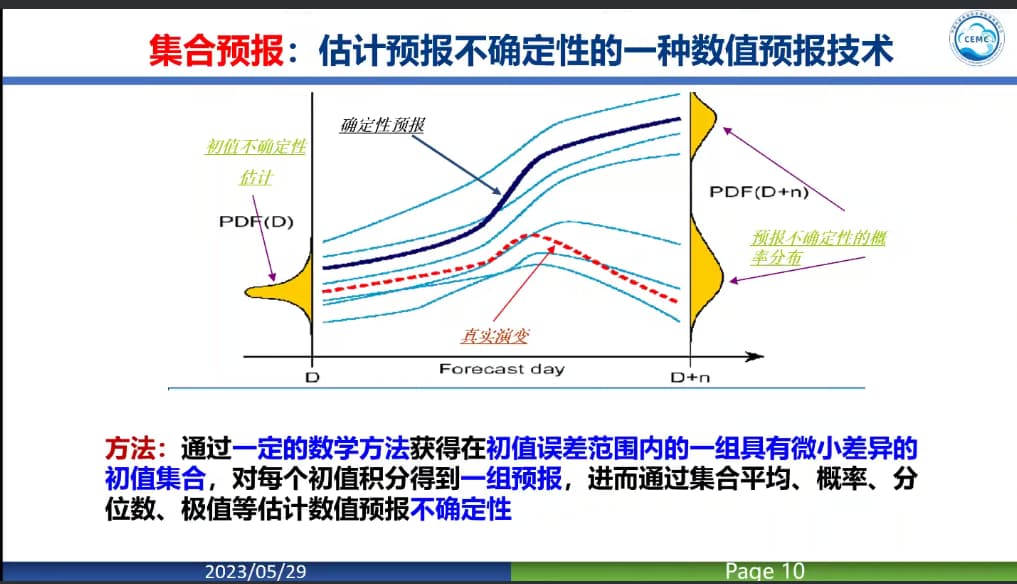 集合预报：估计预报不确定性的一种数值预报技术
CEMC
确定性预报
初值不确定性
估计
PDF(D)
PDF(D+n)
预报不确定性的概
率分布
真实演变
Forecast day
D
D+n
方法：通过一定的数学方法获得在初值误差范围内的一组具有微小差异的
初值集合，对每个初值积分得到一组预报，进而通过集合平均、概率、分
位数、极值等估计数值预报不确定性
2023/05/29
Page 10